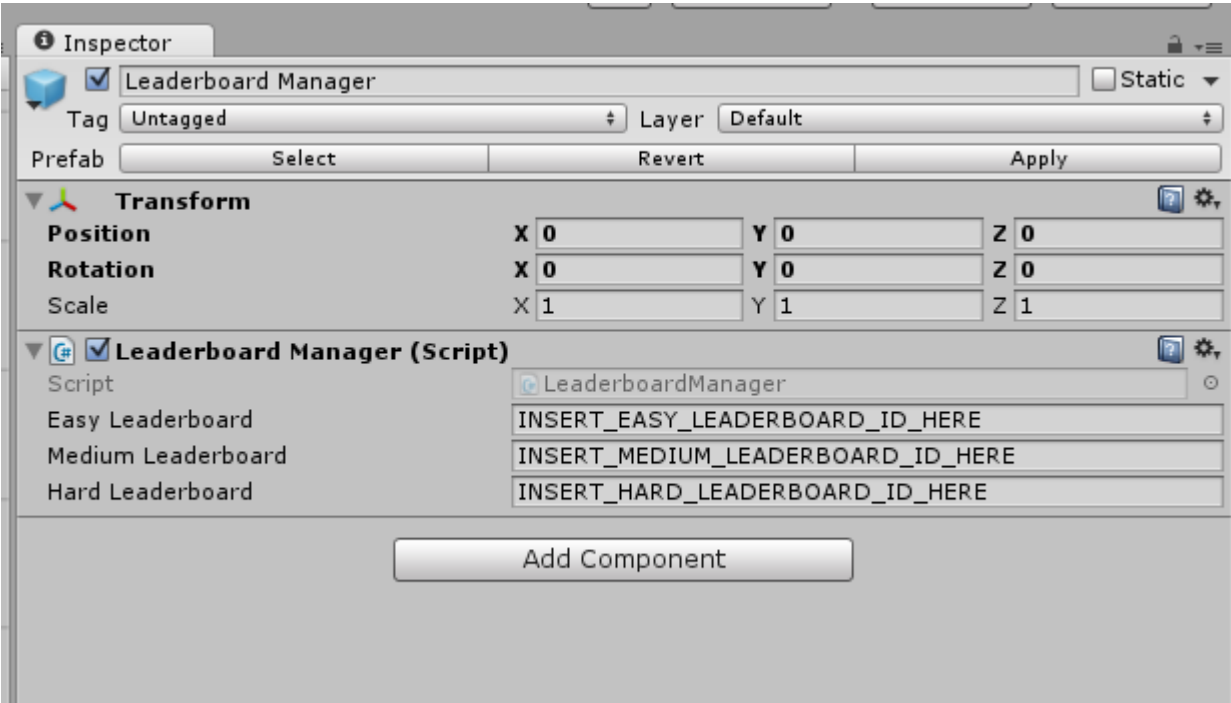 Inspector
Leaderboard Manager Static
Tag Untagged Layer Default
Prefab Select Revert Apply
Transform
Position X 0 Y 0 Z 0
Rotation X 0 Y 0 Z 0
Scale X 1 Y 1 Z 1
Leaderboard Manager (Script)
Script LeaderboardManager
Easy Leaderboard INSERT_EASY_LEADERBOARD_ID_HERE
Medium Leaderboard INSERT_MEDIUM_LEADERBOARD_ID_HERE
Hard Leaderboard INSERT_HARD_LEADERBOARD_ID_HERE
Add Component